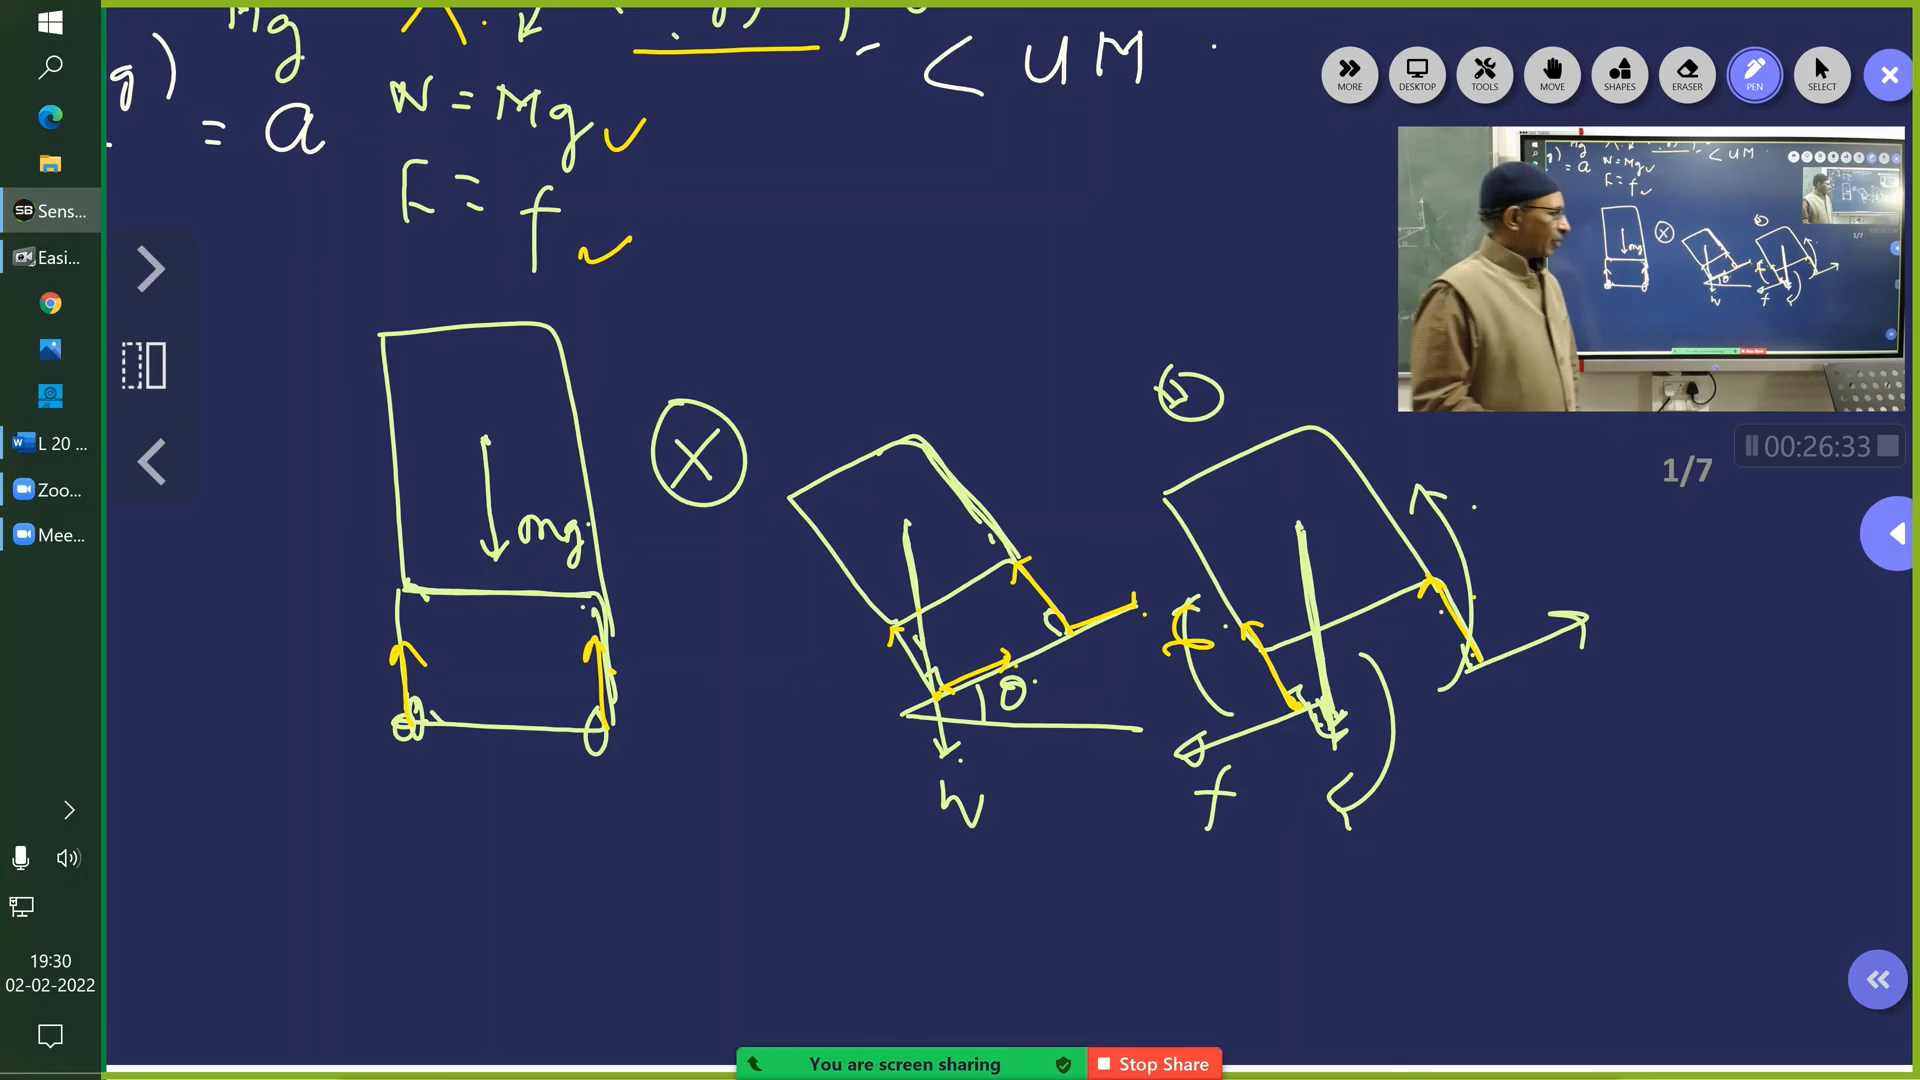 Mg
g)
= a
N = Mg
< UM
F = f
mg
θ
W
f
f
MORE
DESKTOP
TOOLS
MOVE
SHAPES
ERASER
PEN
SELECT
1/7
00:26:33
Sens...
Easi...
L 20 ...
Zoo...
Mee...
19:30
02-02-2022
You are screen sharing
Stop Share